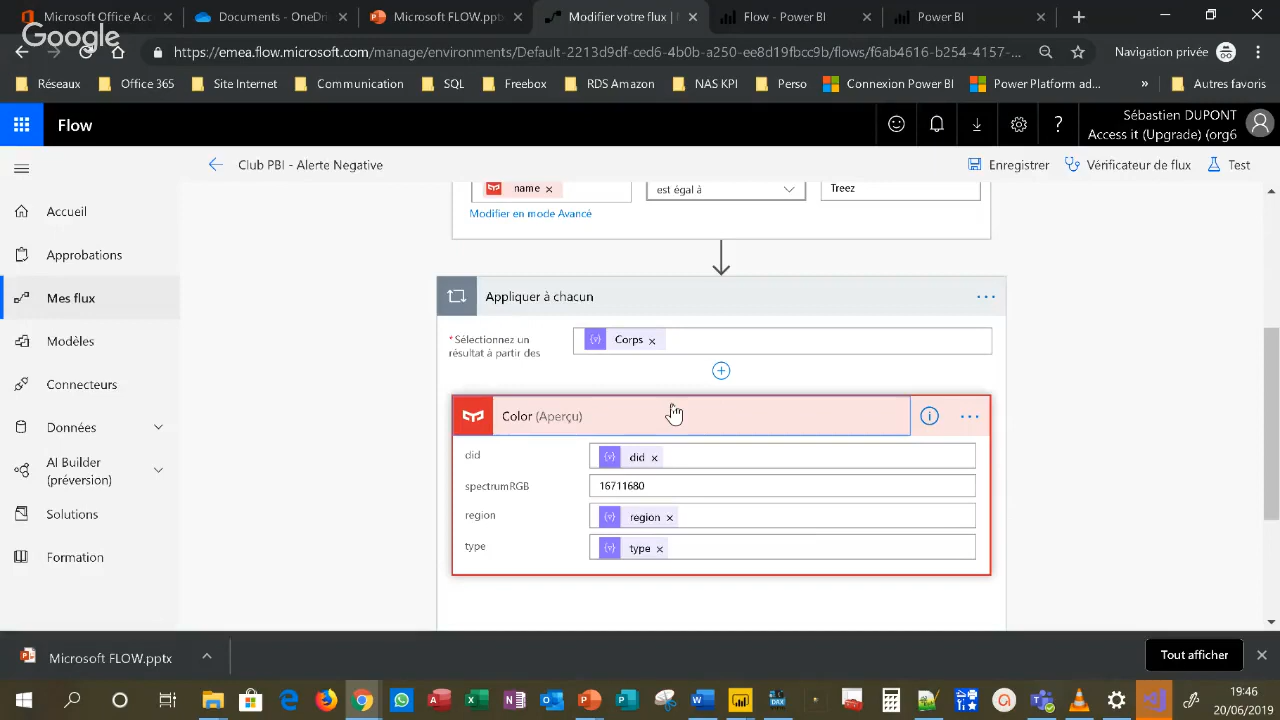 Microsoft Office Acc
Documents - OneDri
Microsoft FLOW.pptx
Modifier votre flux |
Flow - Power BI
Power BI
Google
https://emea.flow.microsoft.com/manage/environments/Default-2213d9df-ced6-4b0b-a250-ee8d19fbce5b/flows/f6ab4616-b254-4157-...
Navigation privée
Réseaux
Office 365
Site Internet
Communication
SQL
Freebox
RDS Amazon
NAS KPI
Perso
Connexion Power BI
Power Platform ad...
»
Autres favoris
Flow
?
Sébastien DUPONT
Access it (Upgrade) (org6
Club PBI - Alerte Negative
Enregistrer
Vérificateur de flux
Test
Accueil
Approbations
Mes flux
Modèles
Connecteurs
Données
AI Builder
(préversion)
Solutions
Formation
name ×
est égal à
Treez
Modifier en mode Avancé
Appliquer à chacun
...
*Sélectionnez un
résultat à partir des
Corps ×
Color (Aperçu)
...
did
did ×
spectrumRGB
16711680
region
region ×
type
type ×
Microsoft FLOW.pptx
Tout afficher
19:46
20/06/2019